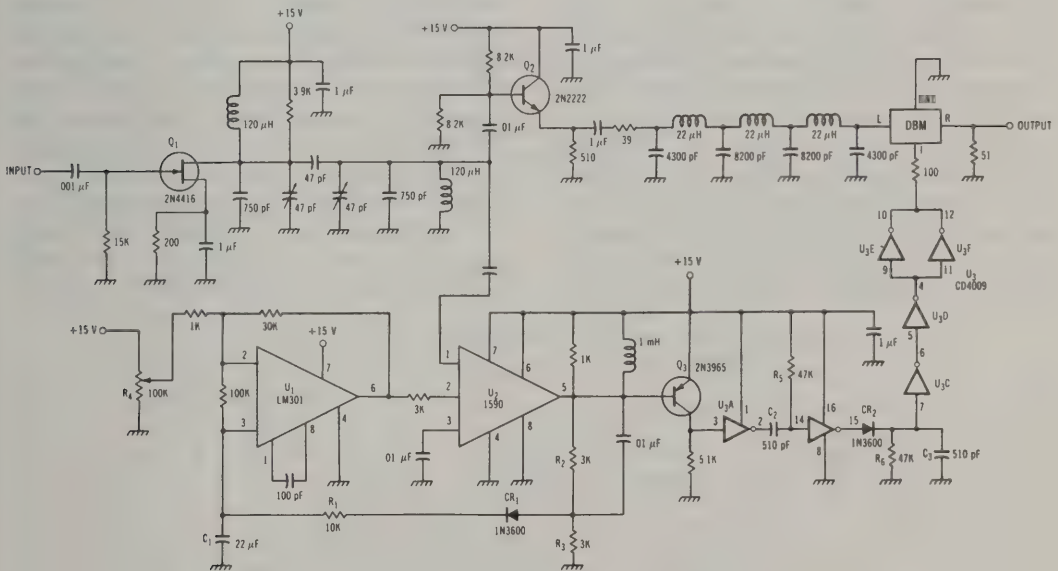 +15 V
+15 V
8.2K
1 μF
Q2
2N2222
3.9K
1 μF
120 μH
8.2K
.01 μF
22 μH
22 μH
22 μH
L
DBM
R
OUTPUT
I
1 μF
39
510
4300 pF
8200 pF
8200 pF
4300 pF
51
100
Q1
INPUT
.001 μF
2N4416
47 pF
120 μH
750 pF
47 pF
47 pF
750 pF
15K
200
1 μF
10
12
U3E
U3F
9
11
U3
CD4009
4
U3D
5
6
U3C
7
+15 V
1K
30K
+15 V
+15 V
1 μF
R4
100K
100K
2
7
U1
LM301
6
3
8
4
1
100 pF
3K
1
7
6
2
U2
1590
5
3
4
8
.01 μF
1K
1 mH
Q3
2N3965
R5
47K
U3A
1
3
2
C2
510 pF
14
16
15
8
CR2
1N3600
R6
47K
C3
510 pF
5.1K
R2
3K
.01 μF
R1
10K
CR1
1N3600
R3
3K
C1
22 μF